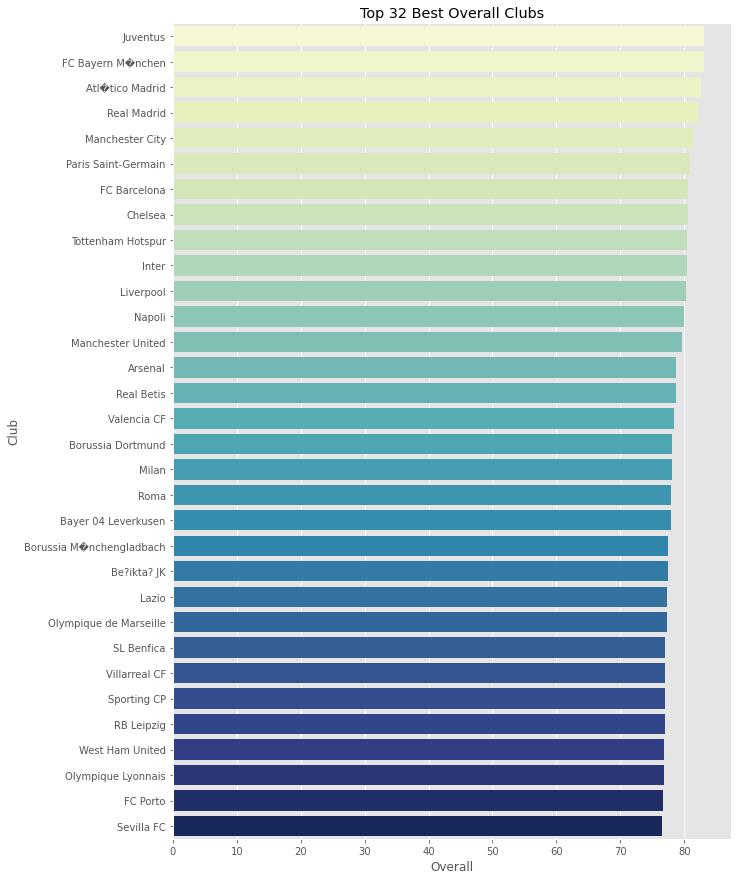 Top 32 Best Overall Clubs
Juventus
FC Bayern M�nchen
Atl�tico Madrid
Real Madrid
Manchester City
Paris Saint-Germain
FC Barcelona
Chelsea
Tottenham Hotspur
Inter
Liverpool
Napoli
Manchester United
Arsenal
Real Betis
Valencia CF
Borussia Dortmund
Milan
Roma
Bayer 04 Leverkusen
Borussia M�nchengladbach
Be?ikta? JK
Lazio
Olympique de Marseille
SL Benfica
Villarreal CF
Sporting CP
RB Leipzig
West Ham United
Olympique Lyonnais
FC Porto
Sevilla FC
Club
0 10 20 30 40 50 60 70 80
Overall